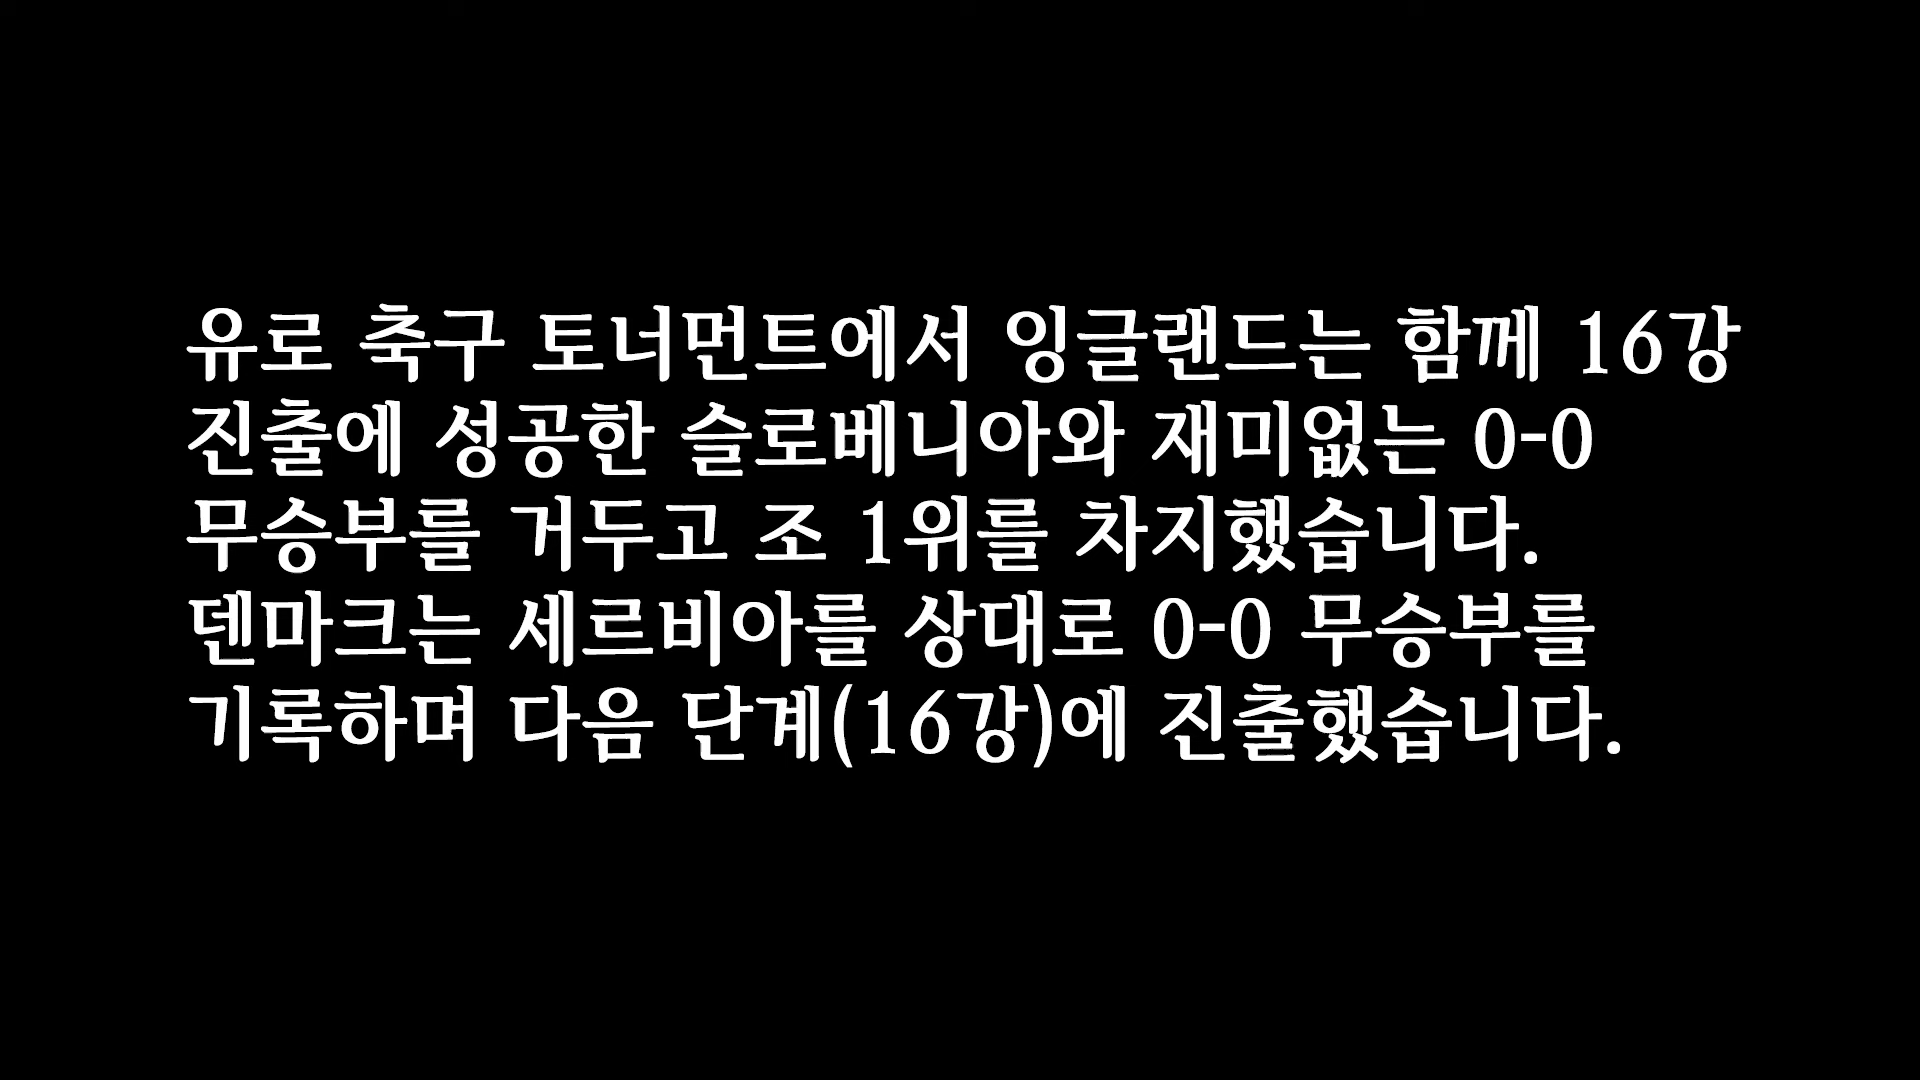 유로 축구 토너먼트에서 잉글랜드는 함께 16강
진출에 성공한 슬로베니아와 재미없는 0-0
무승부를 거두고 조 1위를 차지했습니다.
덴마크는 세르비아를 상대로 0-0 무승부를
기록하며 다음 단계(16강)에 진출했습니다.